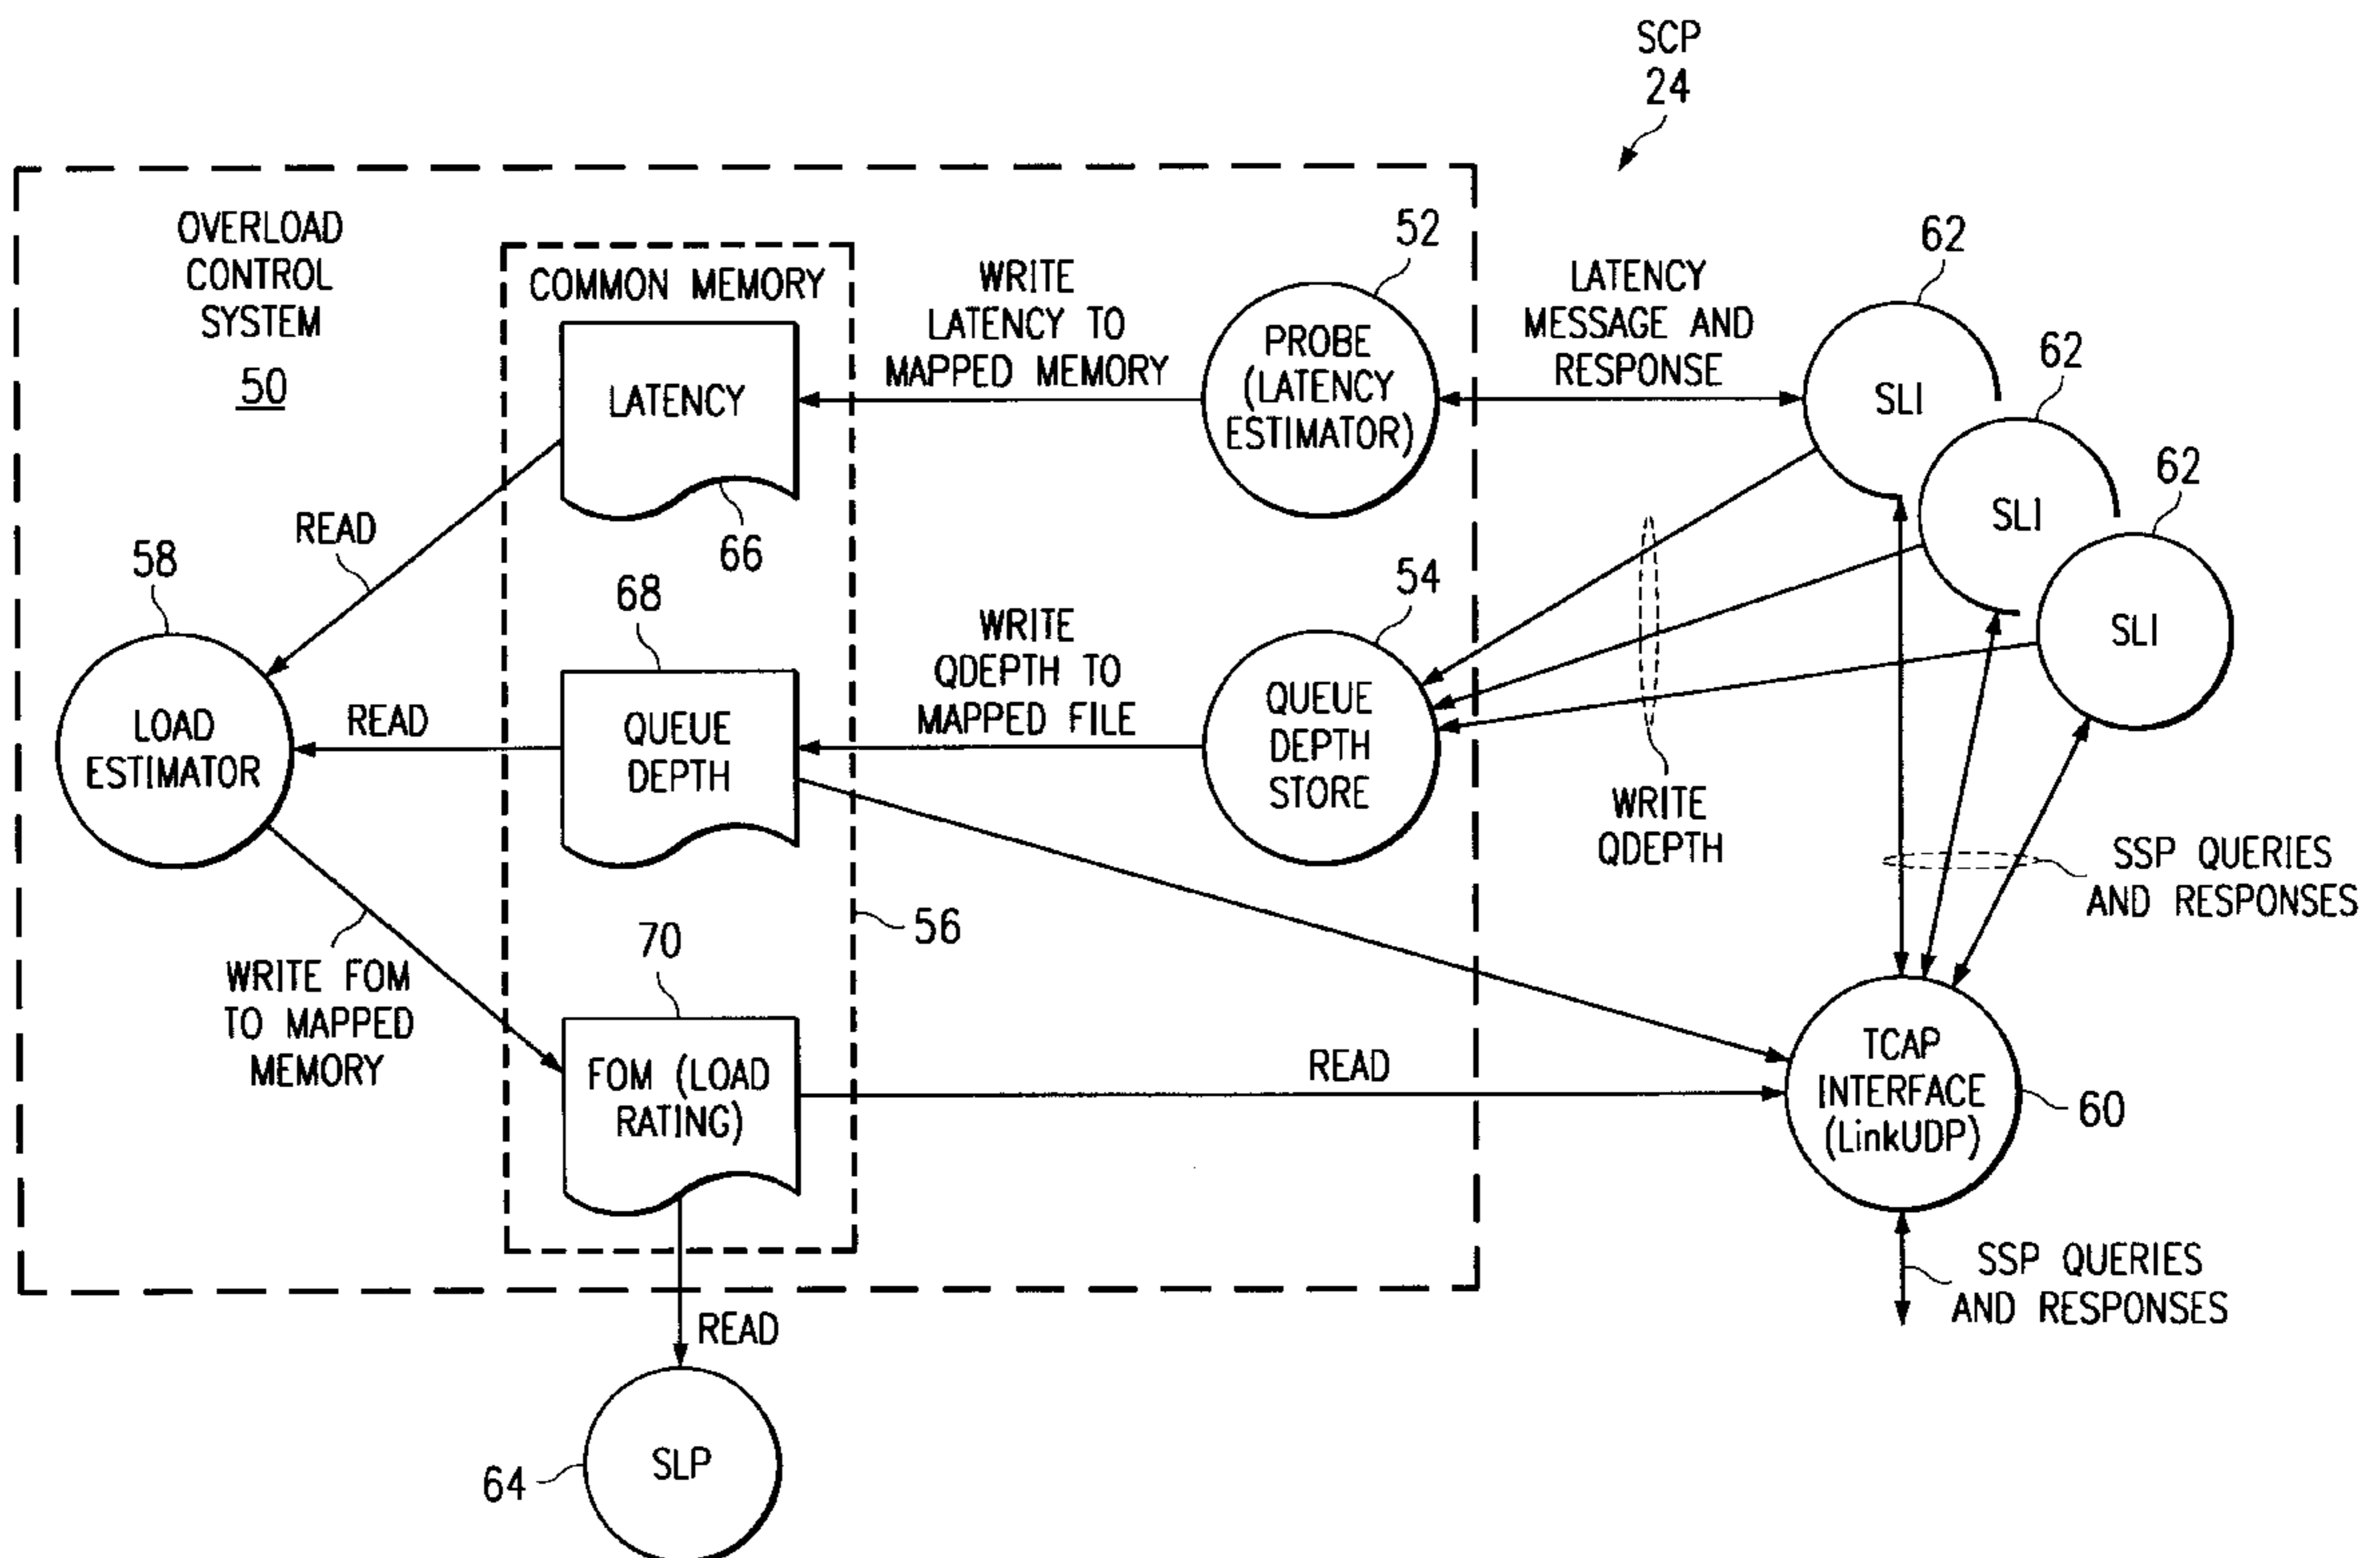 SCP
24
OVERLOAD
CONTROL
SYSTEM
50
COMMON MEMORY
LATENCY
66
WRITE
LATENCY TO
MAPPED MEMORY
52
PROBE
(LATENCY
ESTIMATOR)
LATENCY
MESSAGE AND
RESPONSE
62
SLI
62
SLI
62
SLI
READ
58
LOAD
ESTIMATOR
READ
68
QUEUE
DEPTH
WRITE
QDEPTH TO
MAPPED FILE
54
QUEUE
DEPTH
STORE
WRITE
QDEPTH
SSP QUERIES
AND RESPONSES
56
WRITE FOM
TO MAPPED
MEMORY
70
FOM (LOAD
RATING)
READ
TCAP
INTERFACE
(LinkUDP)
60
SSP QUERIES
AND RESPONSES
READ
SLP
64